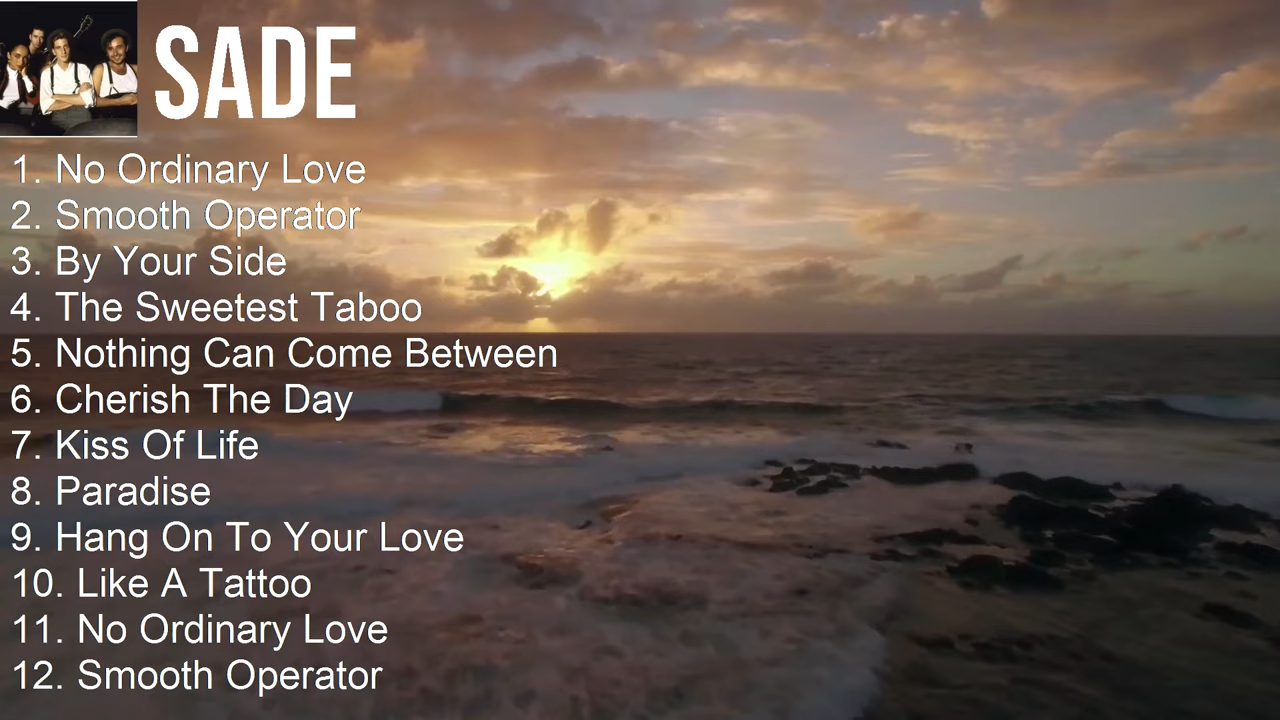 SADE
1. No Ordinary Love
2. Smooth Operator
3. By Your Side
4. The Sweetest Taboo
5. Nothing Can Come Between
6. Cherish The Day
7. Kiss Of Life
8. Paradise
9. Hang On To Your Love
10. Like A Tattoo
11. No Ordinary Love
12. Smooth Operator